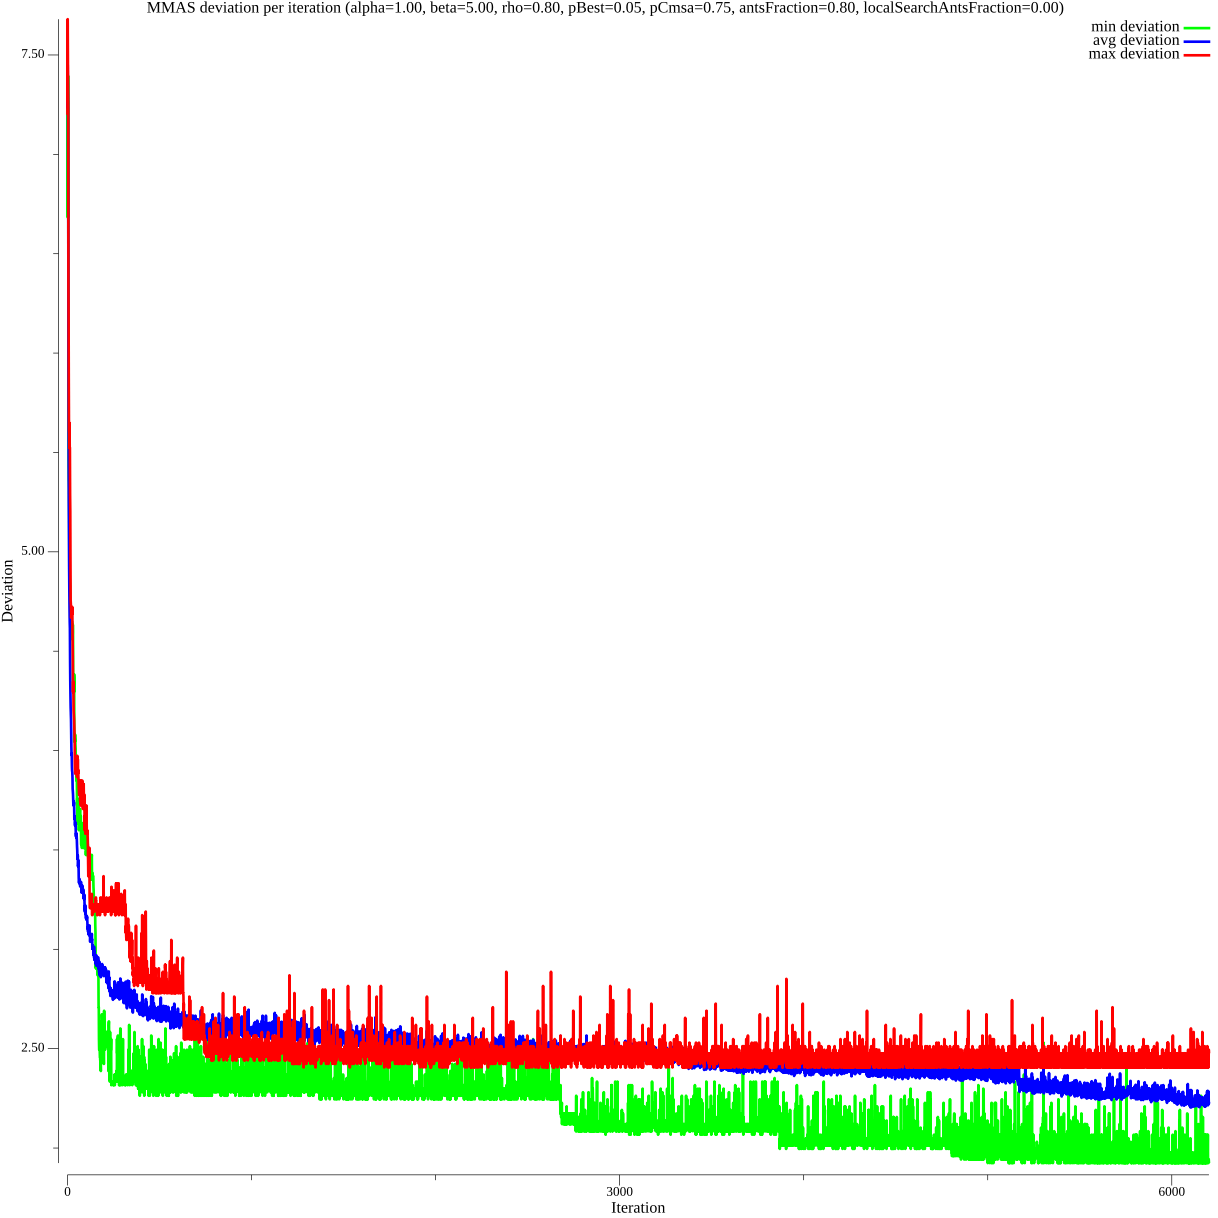 MMAS deviation per iteration (alpha=1.00, beta=5.00, rho=0.80, pBest=0.05, pCmsa=0.75, antsFraction=0.80, localSearchAntsFraction=0.00)
min deviation
avg deviation
max deviation
7.50
5.00
2.50
Deviation
0
3000
6000
Iteration